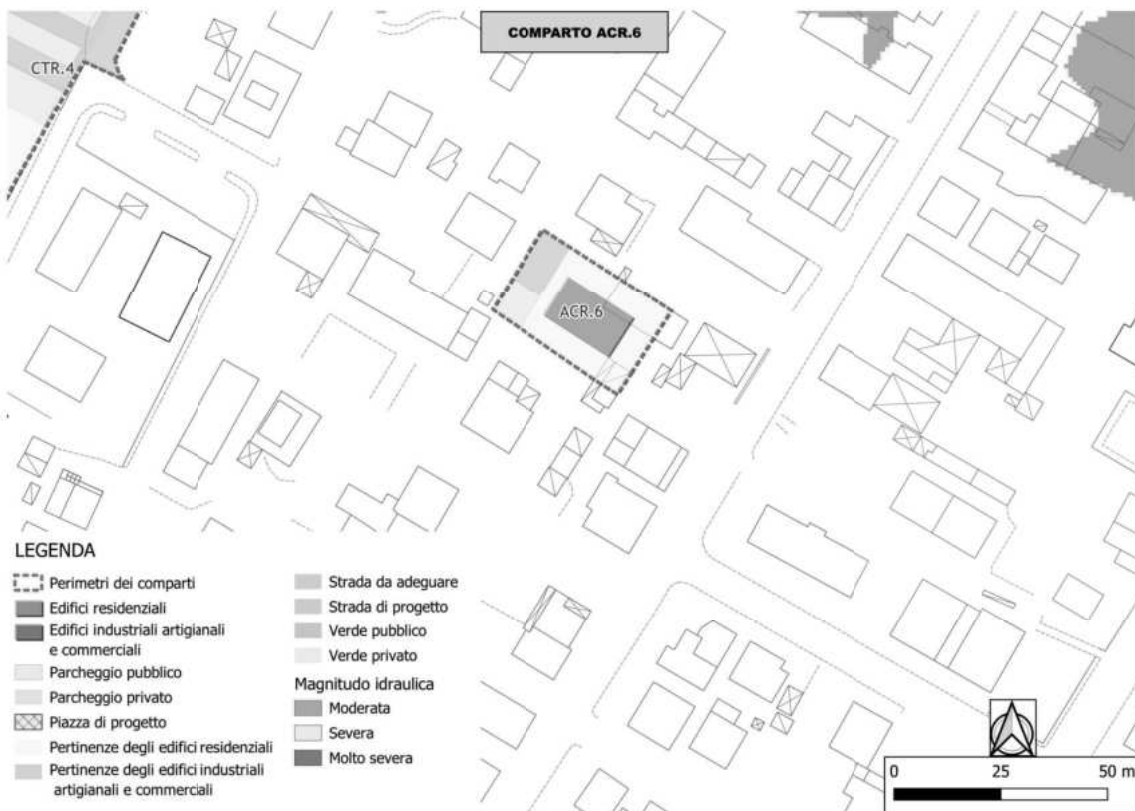 COMPARTO ACR.6
CTR.4
ACR.6
LEGENDA
Perimetri dei comparti
Edifici residenziali
Edifici industriali artigianali
e commerciali
Parcheggio pubblico
Parcheggio privato
Piazza di progetto
Pertinenze degli edifici residenziali
Pertinenze degli edifici industriali
artigianali e commerciali
Strada da adeguare
Strada di progetto
Verde pubblico
Verde privato
Magnitudo idraulica
Moderata
Severa
Molto severa
0 25 50 m